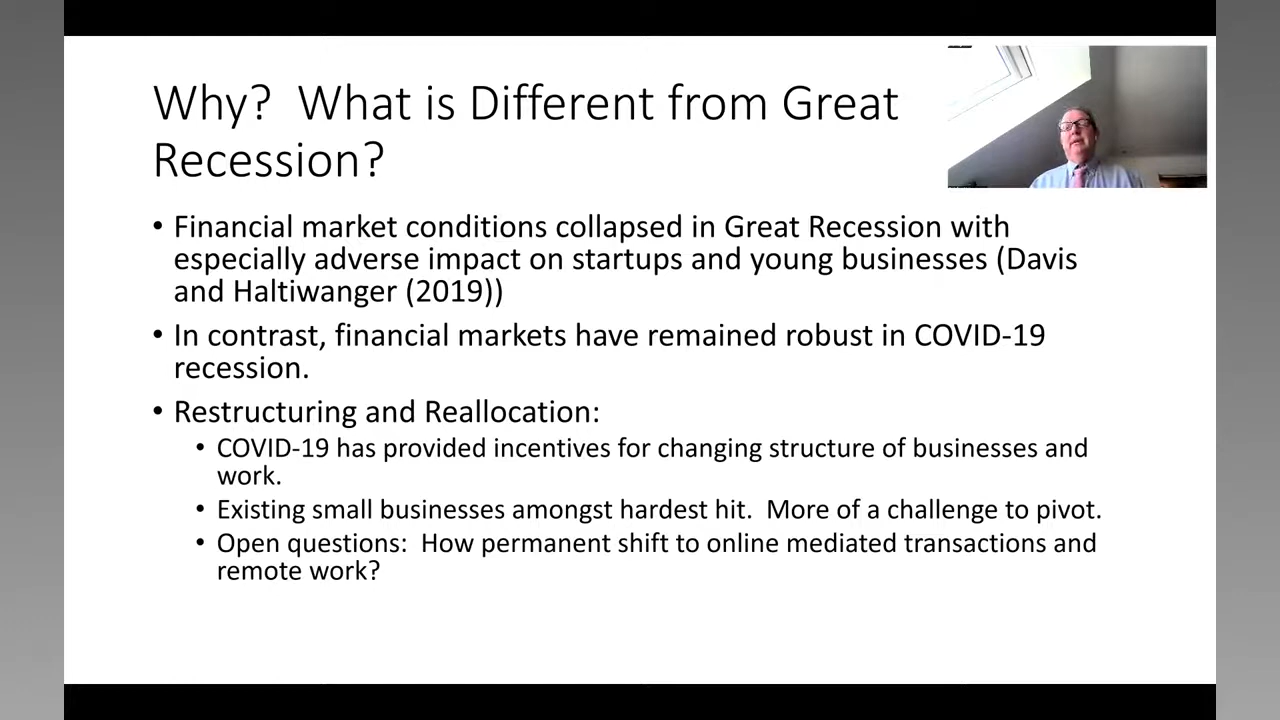 Why?  What is Different from Great
Recession?
• Financial market conditions collapsed in Great Recession with
especially adverse impact on startups and young businesses (Davis
and Haltiwanger (2019))
• In contrast, financial markets have remained robust in COVID-19
recession.
• Restructuring and Reallocation:
• COVID-19 has provided incentives for changing structure of businesses and
work.
• Existing small businesses amongst hardest hit.  More of a challenge to pivot.
• Open questions:  How permanent shift to online mediated transactions and
remote work?